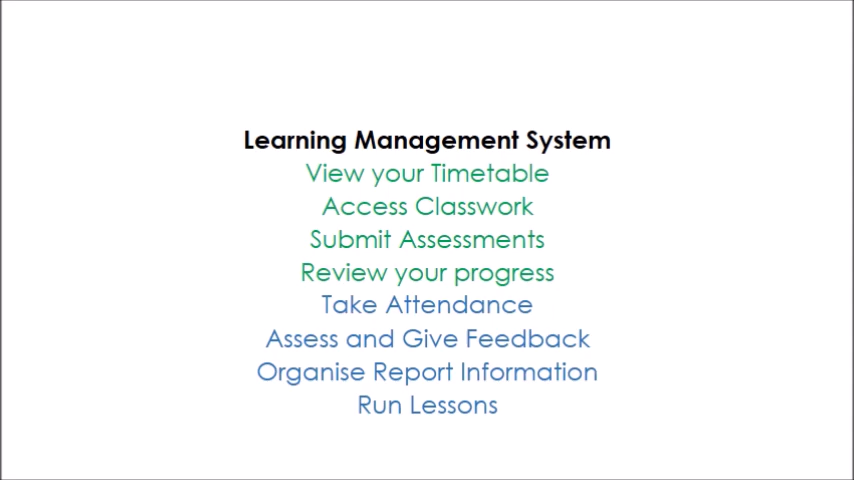 Learning Management System
View your Timetable
Access Classwork
Submit Assessments
Review your progress
Take Attendance
Assess and Give Feedback
Organise Report Information
Run Lessons